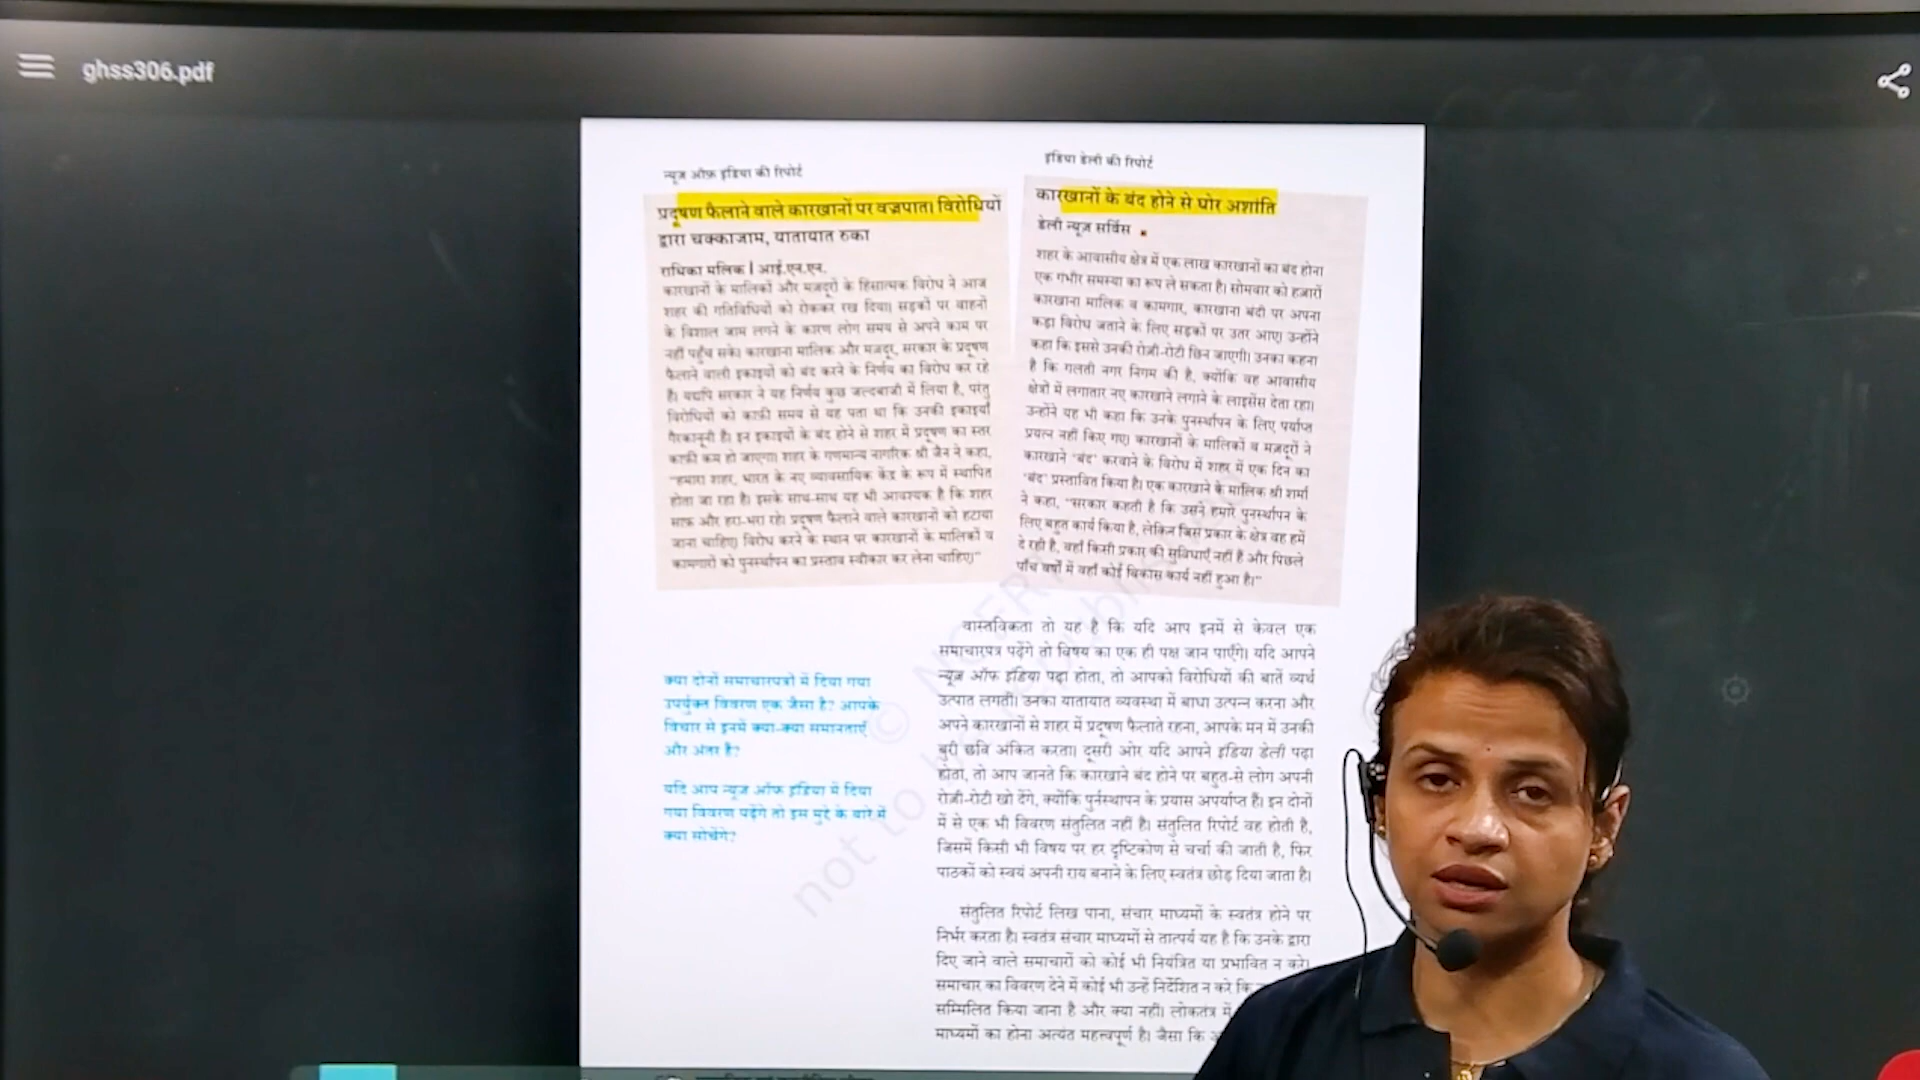 ghss306.pdf
न्यूज़ ऑफ़ इंडिया की रिपोर्ट
प्रदूषण फैलाने वाले कारखानों पर वज्रपात। विरोधियों
द्वारा चक्काजाम, यातायात रुका
राधिका मलिक | आई.एन.एन.
कारखानों के मालिकों और मज़दूरों के हिंसात्मक विरोध ने आज
शहर की गतिविधियों को रोककर रख दिया। सड़कों पर वाहनों
के विशाल जाम लगने के कारण लोग समय से अपने काम पर
नहीं पहुँच सके। कारखाना मालिक और मज़दूर, सरकार के प्रदूषण
फैलाने वाली इकाइयों को बंद करने के निर्णय का विरोध कर रहे
हैं। यद्यपि सरकार ने यह निर्णय कुछ जल्दबाज़ी में लिया है, परंतु
विरोधियों को काफ़ी समय से यह पता था कि उनकी इकाइयाँ
गैरकानूनी हैं। इन इकाइयों के बंद होने से शहर में प्रदूषण का स्तर
काफ़ी कम हो जाएगा। शहर के गणमान्य नागरिक श्री जैन ने कहा,
"हमारा शहर, भारत के नए व्यावसायिक केंद्र के रूप में स्थापित
होता जा रहा है। इसके साथ-साथ यह भी आवश्यक है कि शहर
साफ़ और हरा-भरा रहे। प्रदूषण फैलाने वाले कारखानों को हटाया
जाना चाहिए। विरोध करने के स्थान पर कारखानों के मालिकों व
कामगारों को पुनर्स्थापन का प्रस्ताव स्वीकार कर लेना चाहिए।"
इंडिया डेली की रिपोर्ट
कारखानों के बंद होने से घोर अशांति
डेली न्यूज़ सर्विस
शहर के आवासीय क्षेत्र में एक लाख कारखानों का बंद होना
एक गंभीर समस्या का रूप ले सकता है। सोमवार को हज़ारों
कारखाना मालिक व कामगार, कारखाना बंदी पर अपना
कड़ा विरोध जताने के लिए सड़कों पर उतर आए। उन्होंने
कहा कि इससे उनकी रोज़ी-रोटी छिन जाएगी। उनका कहना
है कि गलती नगर निगम की है, क्योंकि वह आवासीय
क्षेत्रों में लगातार नए कारखाने लगाने के लाइसेंस देता रहा।
उन्होंने यह भी कहा कि उनके पुनर्स्थापन के लिए पर्याप्त
प्रयत्न नहीं किए गए। कारखानों के मालिकों व मज़दूरों ने
कारखाने 'बंद' करवाने के विरोध में शहर में एक दिन का
'बंद' प्रस्तावित किया है। एक कारखाने के मालिक श्री शर्मा
ने कहा, "सरकार कहती है कि उसने हमारे पुनर्स्थापन के
लिए बहुत कार्य किया है, लेकिन जिस प्रकार के क्षेत्र वह हमें
दे रही है, वहाँ किसी प्रकार की सुविधाएँ नहीं हैं और पिछले
पाँच वर्षों में वहाँ कोई विकास कार्य नहीं हुआ है।"
क्या दोनों समाचारपत्रों में दिया गया
उपर्युक्त विवरण एक जैसा है? आपके
विचार से इनमें क्या-क्या समानताएँ
और अंतर हैं?
यदि आप न्यूज़ ऑफ़ इंडिया में दिया
गया विवरण पढ़ेंगे तो इस मुद्दे के बारे में
क्या सोचेंगे?
वास्तविकता तो यह है कि यदि आप इनमें से केवल एक
समाचारपत्र पढ़ेंगे तो विषय का एक ही पक्ष जान पाएँगे। यदि आपने
न्यूज़ ऑफ़ इंडिया पढ़ा होता, तो आपको विरोधियों की बातें व्यर्थ
उत्पात लगतीं। उनका यातायात व्यवस्था में बाधा उत्पन्न करना और
अपने कारखानों से शहर में प्रदूषण फैलाते रहना, आपके मन में उनकी
बुरी छवि अंकित करता। दूसरी ओर यदि आपने इंडिया डेली पढ़ा
होता, तो आप जानते कि कारखाने बंद होने पर बहुत-से लोग अपनी
रोज़ी-रोटी खो देंगे, क्योंकि पुर्नस्थापन के प्रयास अपर्याप्त हैं। इन दोनों
में से एक भी विवरण संतुलित नहीं है। संतुलित रिपोर्ट वह होती है,
जिसमें किसी भी विषय पर हर दृष्टिकोण से चर्चा की जाती है, फिर
पाठकों को स्वयं अपनी राय बनाने के लिए स्वतंत्र छोड़ दिया जाता है।
संतुलित रिपोर्ट लिख पाना, संचार माध्यमों के स्वतंत्र होने पर
निर्भर करता है। स्वतंत्र संचार माध्यमों से तात्पर्य यह है कि उनके द्वारा
दिए जाने वाले समाचारों को कोई भी नियंत्रित या प्रभावित न करे।
समाचार का विवरण देने में कोई भी उन्हें निर्देशित न करे कि
सम्मिलित किया जाना है और क्या नहीं। लोकतंत्र में
माध्यमों का होना अत्यंत महत्त्वपूर्ण है। जैसा कि